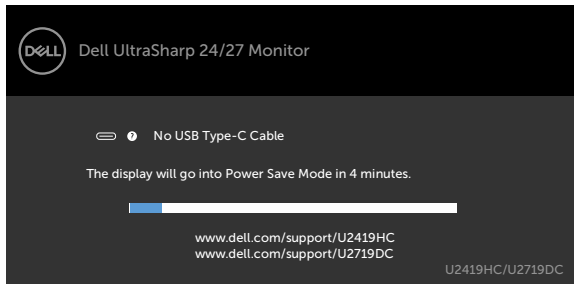 DELL
Dell UltraSharp 24/27 Monitor
? No USB Type-C Cable
The display will go into Power Save Mode in 4 minutes.
www.dell.com/support/U2419HC
www.dell.com/support/U2719DC
U2419HC/U2719DC